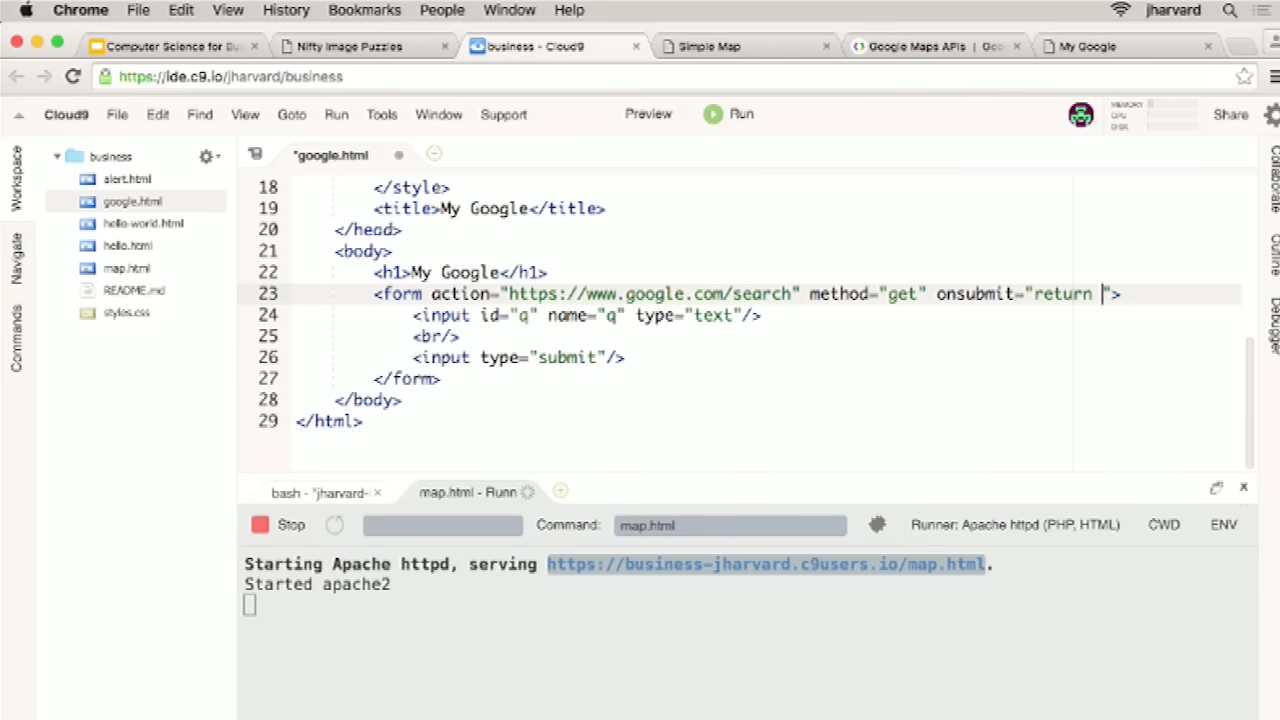 Chrome File Edit View History Bookmarks People Window Help jharvard
Computer Science for Bus Nifty Image Puzzles business - Cloud9 Simple Map Google Maps APIs | Goo My Google
https://ide.c9.io/jharvard/business
Cloud9 File Edit Find View Goto Run Tools Window Support Preview Run MEMORY CPU DISK Share
Workspace
Navigate
Commands
business
alert.html
google.html
hello-world.html
hello.html
map.html
README.md
styles.css
*google.html
18 </style>
19 <title>My Google</title>
20 </head>
21 <body>
22 <h1>My Google</h1>
23 <form action="https://www.google.com/search" method="get" onsubmit="return ">
24 <input id="q" name="q" type="text"/>
25 <br/>
26 <input type="submit"/>
27 </form>
28 </body>
29 </html>
Collaborate
Outline
Debugger
bash - "jharvard- map.html - Runn
Stop Command: map.html Runner: Apache httpd (PHP, HTML) CWD ENV
Starting Apache httpd, serving https://business-jharvard.c9users.io/map.html.
Started apache2